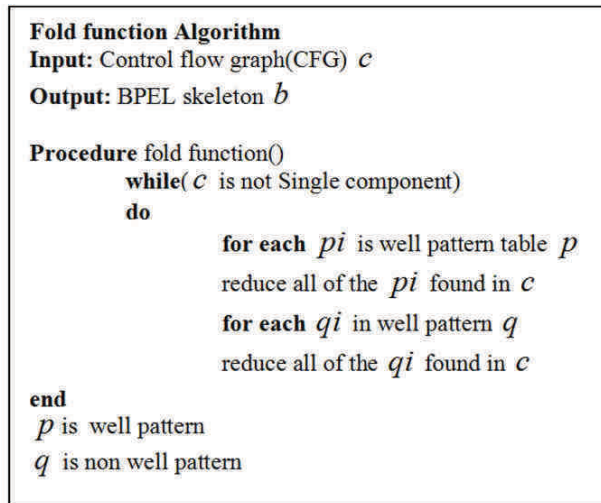 Fold function Algorithm
Input: Control flow graph(CFG) c
Output: BPEL skeleton b
Procedure fold function()
while( c is not Single component)
do
for each pi is well pattern table p
reduce all of the pi found in c
for each qi in well pattern q
reduce all of the qi found in c
end
p is well pattern
q is non well pattern